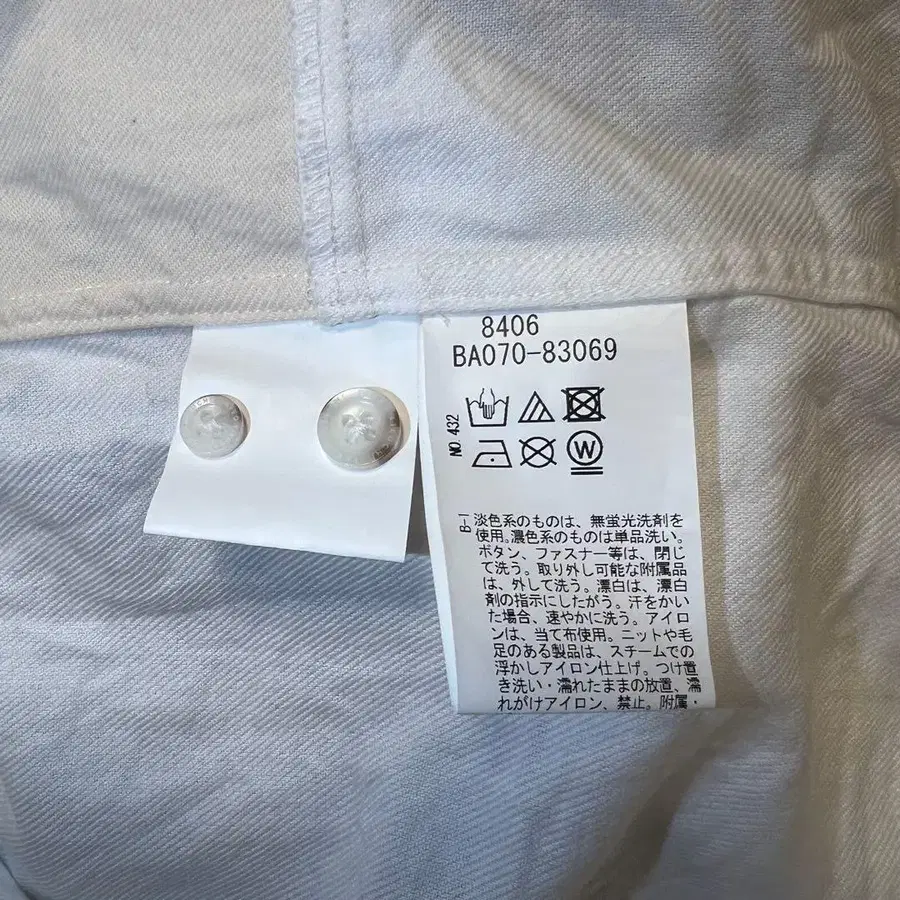 8406
BA070-83069
NO.432
W
B-1
淡色系のものは、無蛍光洗剤を
使用。濃色系のものは単品洗い。
ボタン、ファスナー等は、閉じ
て洗う。取り外し可能な附属品
は、外して洗う。漂白は、漂白
剤の指示にしたがう。汗をかい
た場合、速やかに洗う。アイロ
ンは、当て布使用。ニットや毛
足のある製品は、スチームでの
浮かしアイロン仕上げ。つけ置
き洗い・濡れたままの放置、濡
れがけアイロン、禁止。附属・